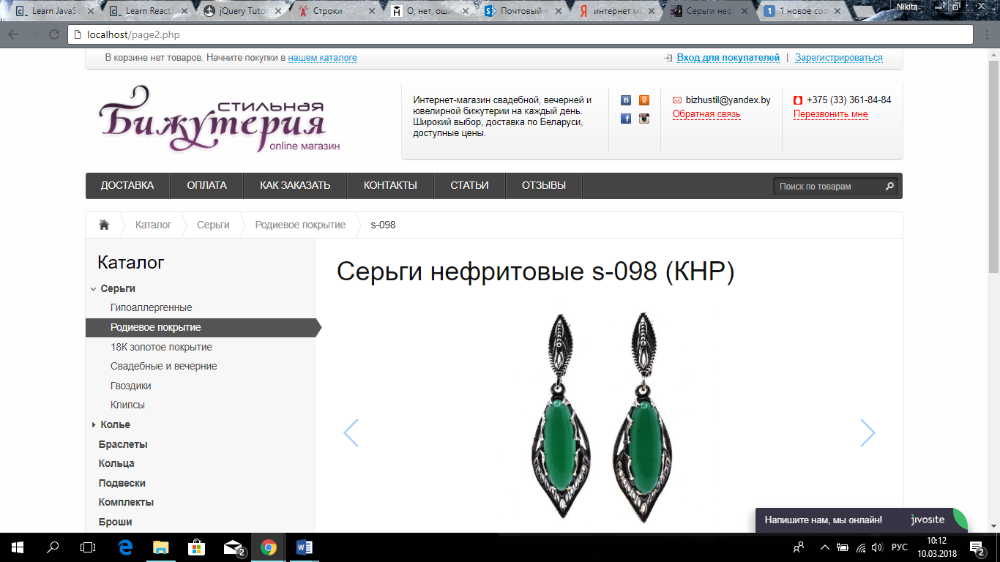 Learn JavaSc
Learn React.
jQuery Tutor
Строки
О, нет, оши
Почтовый я
интернет м
Серьги неф
1 новое соо
Nikita
localhost/page2.php
В корзине нет товаров. Начните покупки в нашем каталоге
Вход для покупателей | Зарегистрироваться
СТИЛЬНАЯ
Бижутерия
online магазин
Интернет-магазин свадебной, вечерней и
ювелирной бижутерии на каждый день.
Широкий выбор, доставка по Беларуси,
доступные цены.
bizhustil@yandex.by
Обратная связь
+375 (33) 361-84-84
Перезвонить мне
ДОСТАВКА ОПЛАТА КАК ЗАКАЗАТЬ КОНТАКТЫ СТАТЬИ ОТЗЫВЫ
Поиск по товарам
Каталог Серьги Родиевое покрытие s-098
Каталог
Серьги
Гипоаллергенные
Родиевое покрытие
18К золотое покрытие
Свадебные и вечерние
Гвоздики
Клипсы
Колье
Браслеты
Кольца
Подвески
Комплекты
Броши
Серьги нефритовые s-098 (КНР)
Напишите нам, мы онлайн!
jivosite
2
РУС
10:12
10.03.2018
2